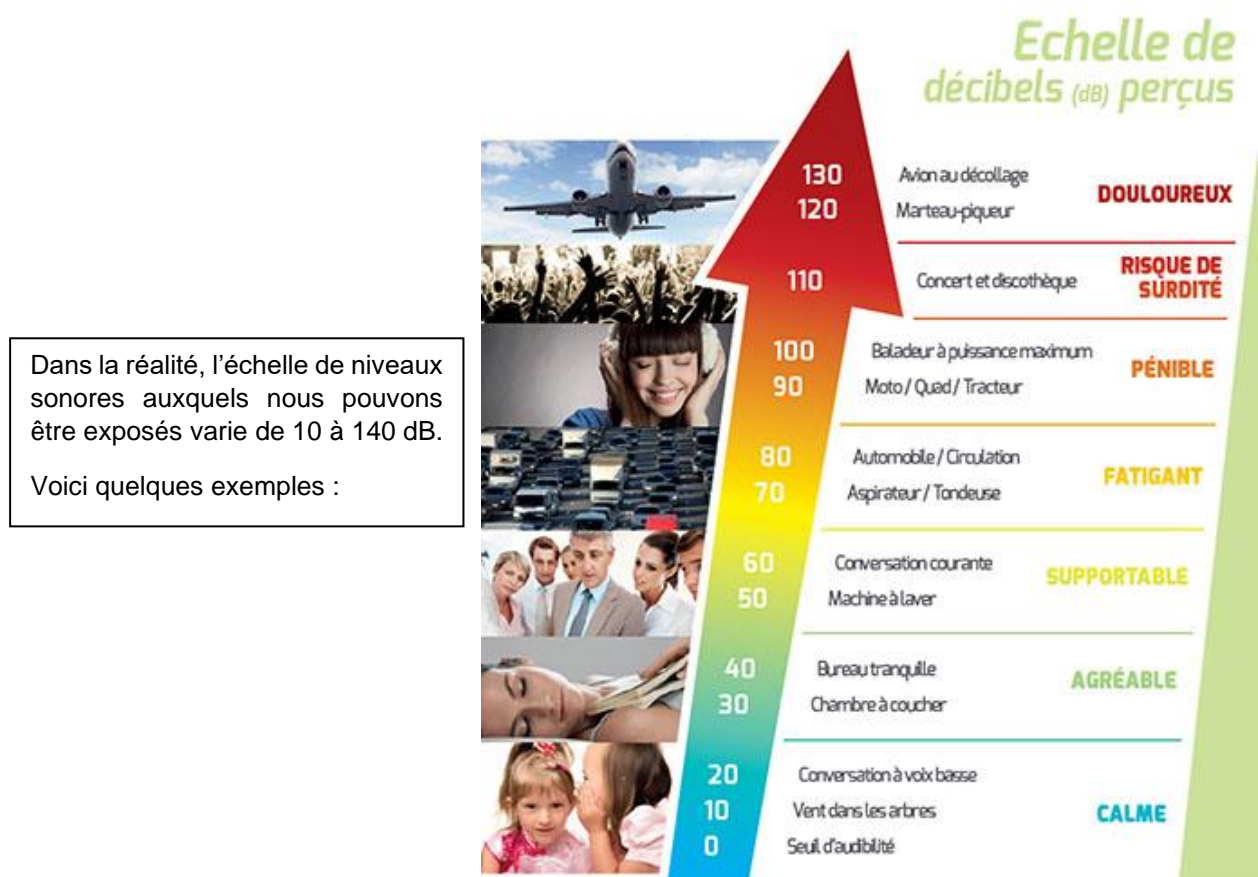 Echelle de
décibels (dB) perçus
Dans la réalité, l'échelle de niveaux
sonores auxquels nous pouvons
être exposés varie de 10 à 140 dB.
Voici quelques exemples :
130 Avion au décollage
120 Marteau-piqueur
DOULOUREUX
110 Concert et discothèque
RISQUE DE
SURDITÉ
100 Baladeur à puissance maximum
90 Moto / Quad / Tracteur
PÉNIBLE
80 Automobile / Circulation
70 Aspirateur / Tondeuse
FATIGANT
60 Conversation courante
50 Machine à laver
SUPPORTABLE
40 Bureau tranquille
30 Chambre à coucher
AGRÉABLE
20 Conversation à voix basse
10 Vent dans les arbres
0 Seuil d'audibilité
CALME